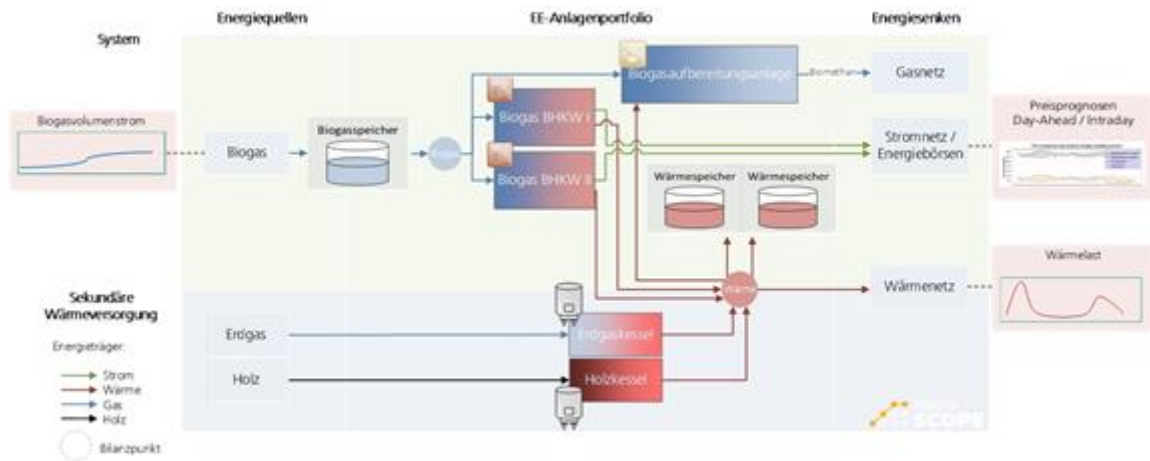 Energiequellen
EE-Anlagenportfolio
Energiesenken
System
Biogasaufbereitungsanlage
Biomethan
Gasnetz
Biogasvolumenstrom
Biogas
Biogasspeicher
Biogas BHKW I
Biogas BHKW II
Stromnetz /
Energiebörsen
Preisprognosen
Day-Ahead / Intraday
Wärmespeicher
Wärmespeicher
Wärme
Wärmenetz
Wärmelast
Sekundäre
Wärmeversorgung
Energieträger:
Strom
Wärme
Gas
Holz
Bilanzpunkt
Erdgas
Erdgaskessel
Holz
Holzkessel
SCOPE